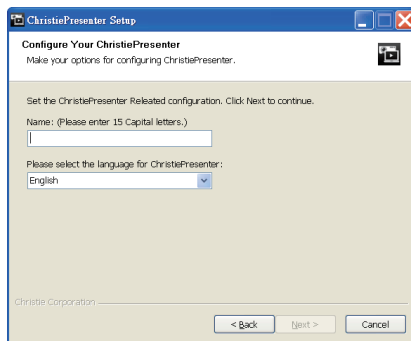 ChristiePresenter Setup
Configure Your ChristiePresenter
Make your options for configuring ChristiePresenter.
Set the ChristiePresenter Releated configuration. Click Next to continue.
Name: (Please enter 15 Capital letters.)
Please select the language for ChristiePresenter:
English
Christie Corporation
< Back Next > Cancel